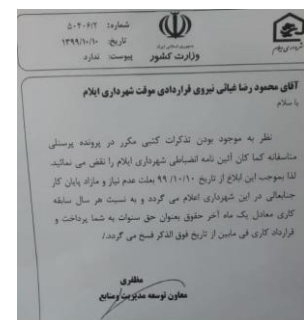 جمهوری اسلامی ایران
وزارت کشور
شماره: ۵۰۴۰۶/۲
تاریخ: ۱۳۹۹/۱۰/۱۰
پیوست: ندارد
شهرداری ایلام
آقای محمود رضا غیاثی نیروی قراردادی موقت شهرداری ایلام
با سلام
نظر به موجود بودن تذکرات کتبی مکرر در پرونده پرسنلی
متاسفانه کما کان آئین نامه انضباطی شهرداری ایلام را نقض می نمائید.
لذا بموجب این ابلاغ از تاریخ ۹۹/۱۰/۱۰ بعلت عدم نیاز و مازاد پایان کار
جنابعالی در این شهرداری اعلام می گردد و به نسبت هر سال سابقه
کاری معادل یک ماه آخر حقوق بعنوان حق سنوات به شما پرداخت و
قرارداد کاری فی مابین از تاریخ فوق الذکر فسخ می گردد./
مظفری
معاون توسعه مدیریت ومنابع